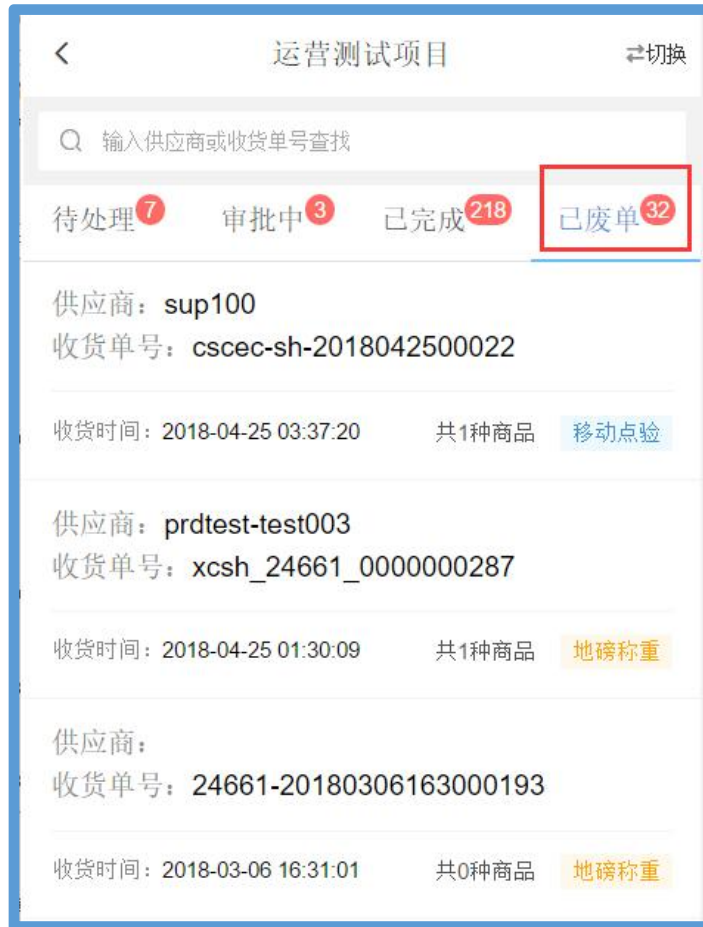 运营测试项目 切换
输入供应商或收货单号查找
待处理 7 审批中 3 已完成 218 已废单 32
供应商：sup100
收货单号：cscec-sh-2018042500022
收货时间：2018-04-25 03:37:20 共1种商品 移动点验
供应商：prdtest-test003
收货单号：xcsh_24661_0000000287
收货时间：2018-04-25 01:30:09 共1种商品 地磅称重
供应商：
收货单号：24661-20180306163000193
收货时间：2018-03-06 16:31:01 共0种商品 地磅称重